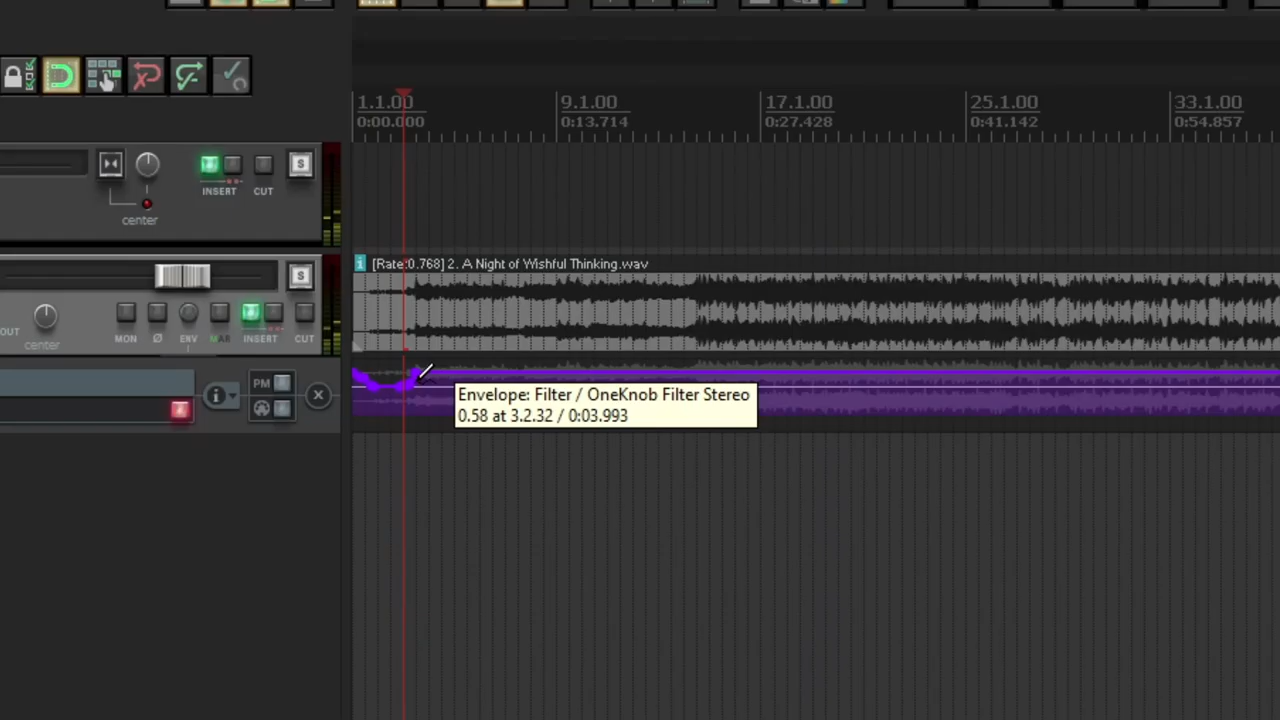 1.1.00 9.1.00 17.1.00 25.1.00 33.1.00
0:00.000 0:13.714 0:27.428 0:41.142 0:54.857
S
INSERT CUT
center
[Rate:0.768] 2. A Night of Wishful Thinking.wav
S
OUT center MON Ø ENV INSERT CUT
PM
Envelope: Filter / OneKnob Filter Stereo
0.58 at 3.2.32 / 0:03.993